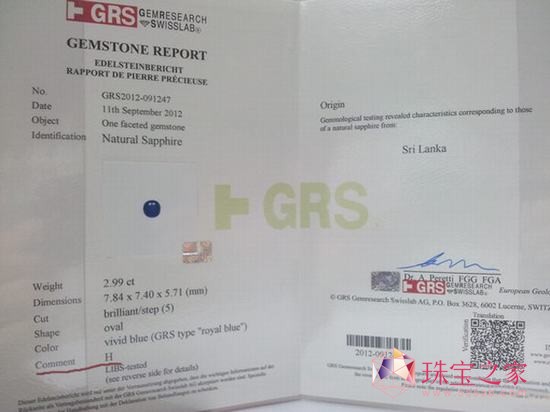 GRS GEMRESEARCH
SWISSLAB®
GEMSTONE REPORT
EDELSTEINBERICHT
RAPPORT DE PIERRE PRÉCIEUSE
No. GRS2012-091247
Date 11th September 2012
Object One faceted gemstone
Identification Natural Sapphire
GRS
Weight 2.99 ct
Dimensions 7.84 x 7.40 x 5.71 (mm)
Cut brilliant/step (5)
Shape oval
Color vivid blue (GRS type "royal blue")
Comment H
LIBS-tested
(see reverse side for details)
Origin
Gemmological testing revealed characteristics corresponding to those
of a natural sapphire from:
Sri Lanka
Dr. A. Peretti FGG FGA
GRS GEMRESEARCH
SWISSLAB®
European Geolo
© GRS Gemresearch Swisslab AG, P.O. Box 3628, 6002 Lucerne, SWITZ
2012-0912
珠宝之家